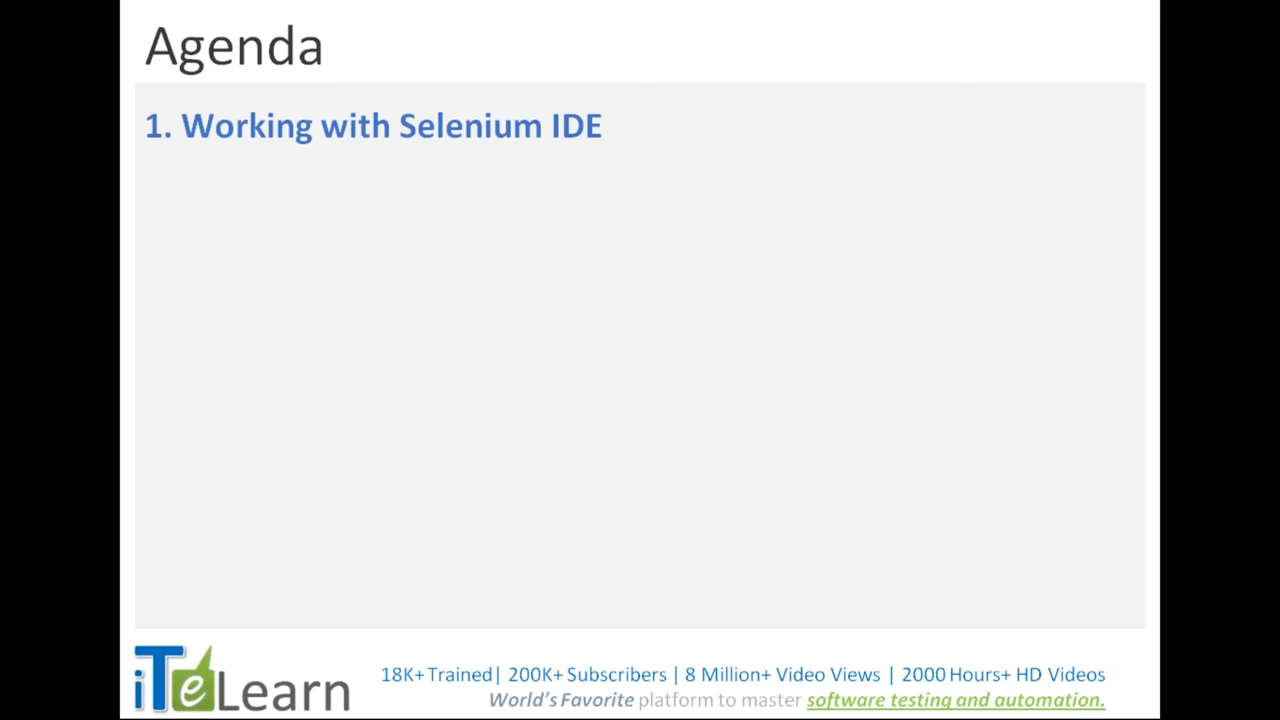 Agenda
1. Working with Selenium IDE
iTeLearn
18K+ Trained| 200K+ Subscribers | 8 Million+ Video Views | 2000 Hours+ HD Videos
World's Favorite platform to master software testing and automation.